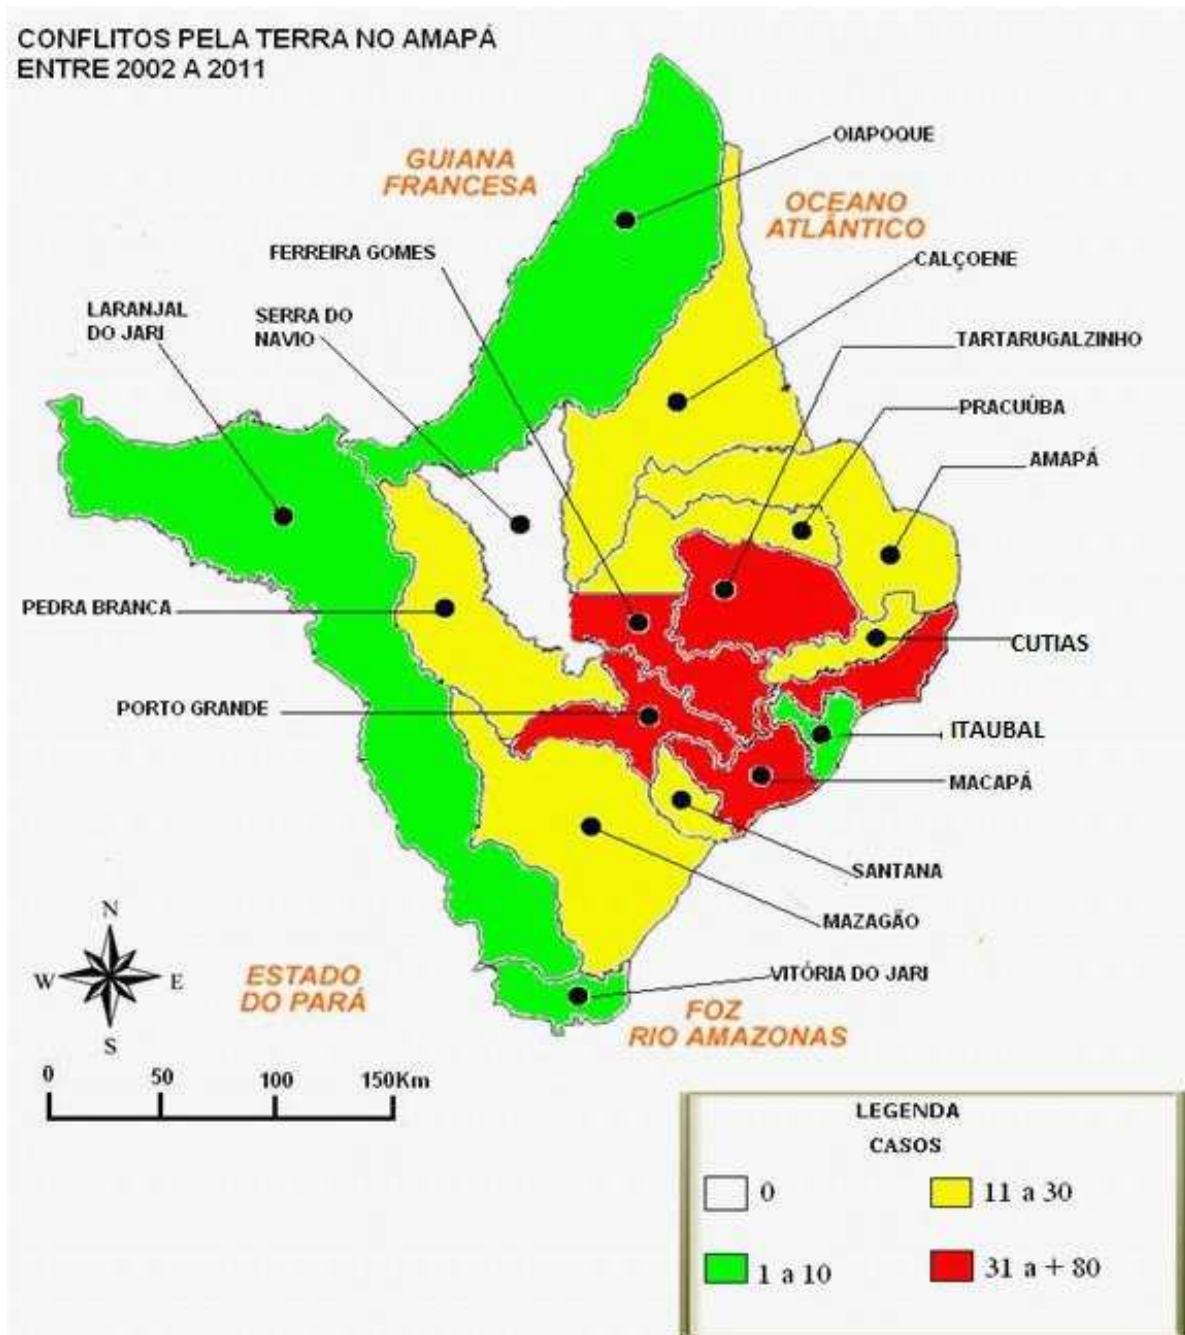 CONFLITOS PELA TERRA NO AMAPÁ
ENTRE 2002 A 2011
OIAPOQUE
GUIANA
FRANCESA
OCEANO
ATLÂNTICO
FERREIRA GOMES
CALÇOENE
LARANJAL
DO JARI
SERRA DO
NAVIO
TARTARUGALZINHO
PRACUÚBA
AMAPÁ
PEDRA BRANCA
CUTIAS
PORTO GRANDE
ITAUBAL
MACAPÁ
SANTANA
MAZAGÃO
VITÓRIA DO JARI
N
W
E
S
ESTADO
DO PARÁ
FOZ
RIO AMAZONAS
0 50 100 150Km
LEGENDA
CASOS
0
11 a 30
1 a 10
31 a + 80